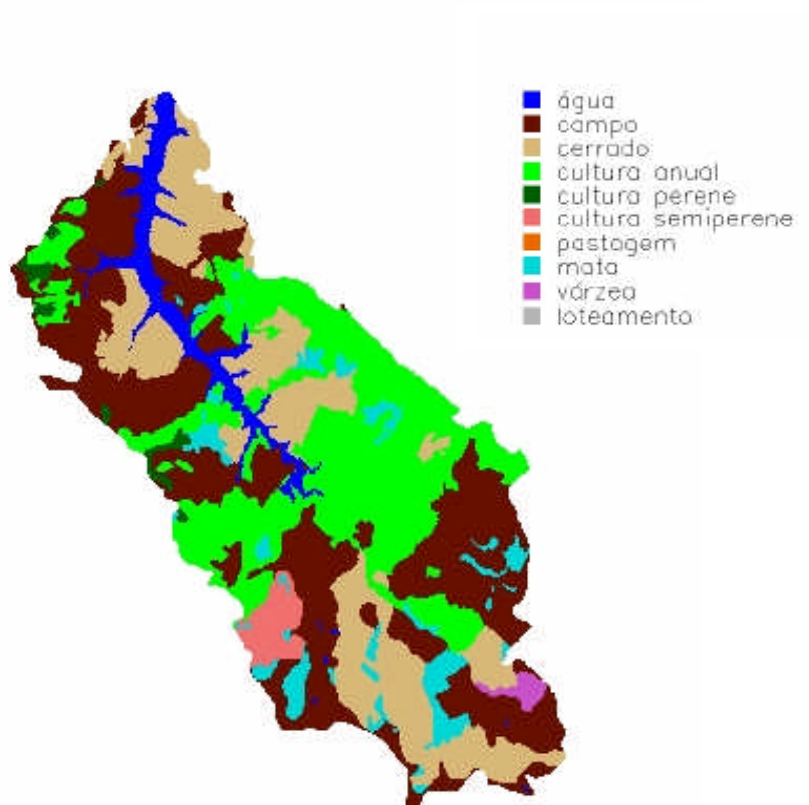 água
campo
cerrado
cultura anual
cultura perene
cultura semiperene
pastagem
mata
várzea
loteamento